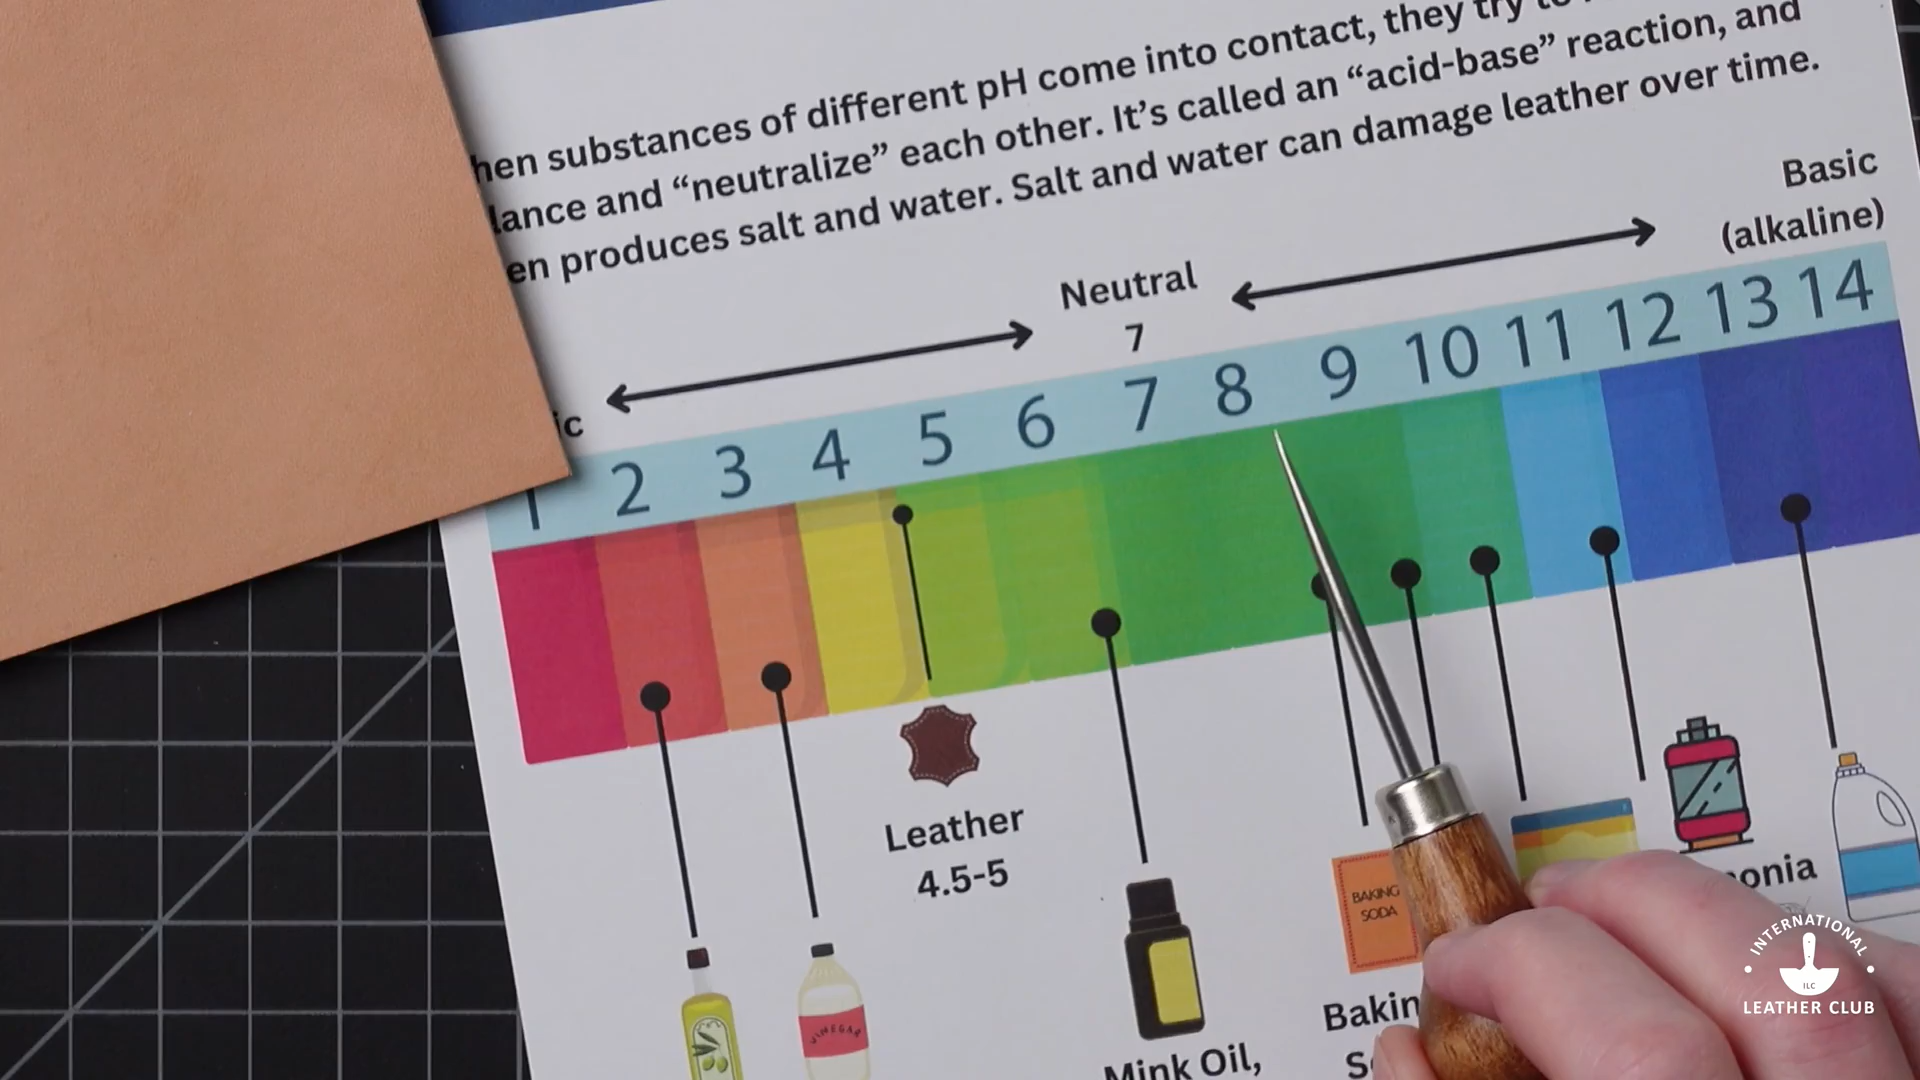 hen substances of different pH come into contact, they try to
lance and “neutralize” each other. It’s called an “acid-base” reaction, and
en produces salt and water. Salt and water can damage leather over time.
Basic
(alkaline)
Neutral
7
ic
1 2 3 4 5 6 7 8 9 10 11 12 13 14
Leather
4.5-5
BAKING
SODA
onia
VINEGAR
Bakin
Mink Oil,
INTERNATIONAL
ILC
LEATHER CLUB